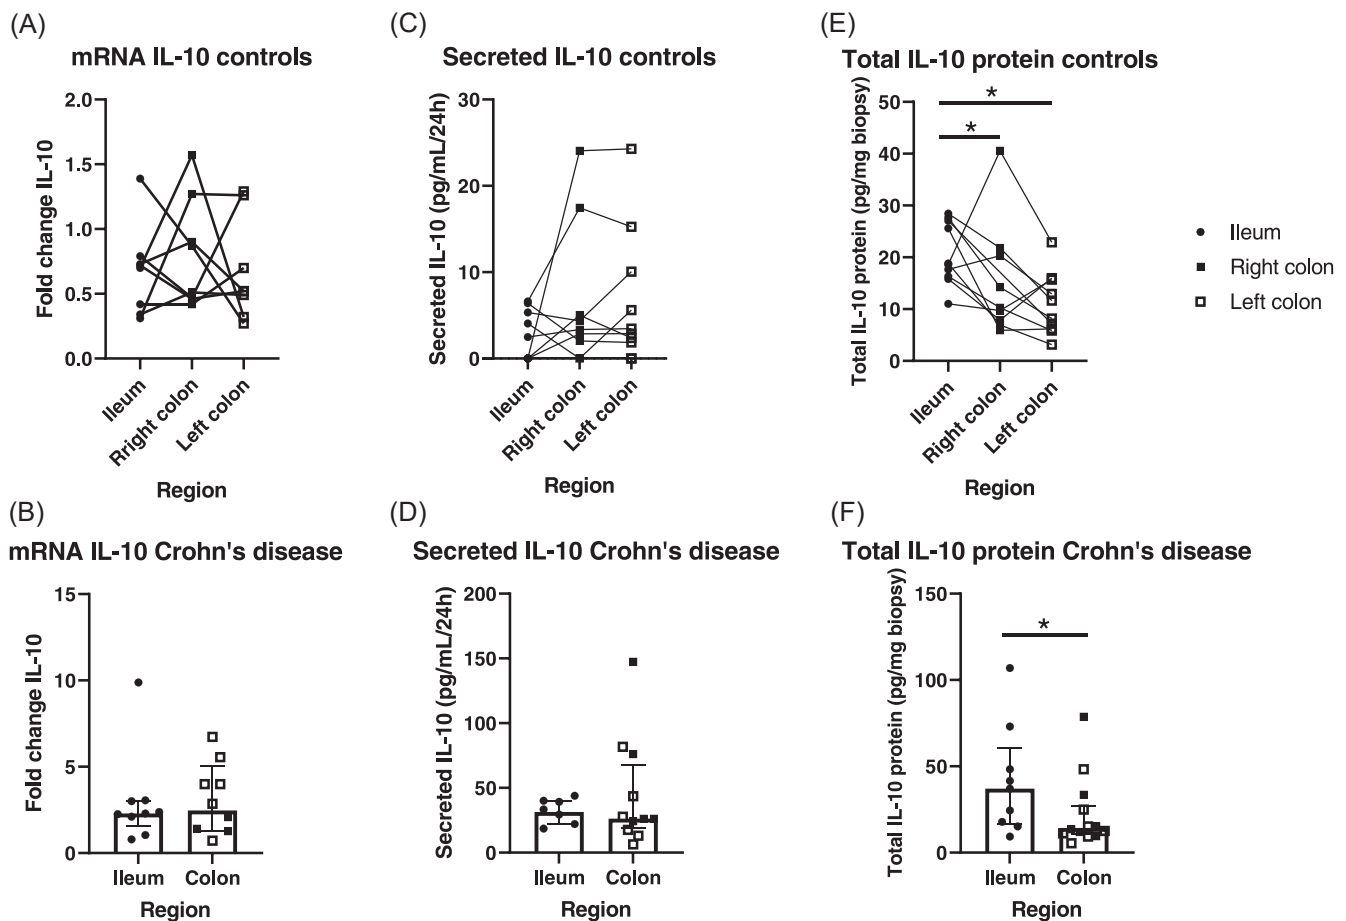 (A)
mRNA IL-10 controls
2.0
1.5
1.0
0.5
0.0
Fold change IL-10
Ileum
Rright colon
Left colon
Region
(C)
Secreted IL-10 controls
30
20
10
0
Secreted IL-10 (pg/mL/24h)
Ileum
Right colon
Left colon
Region
(E)
Total IL-10 protein controls
50
40
30
20
10
0
Total IL-10 protein (pg/mg biopsy)
*
*
Ileum
Right colon
Left colon
Region
Ileum
Right colon
Left colon
(B)
mRNA IL-10 Crohn's disease
15
10
5
0
Fold change IL-10
Ileum
Colon
Region
(D)
Secreted IL-10 Crohn's disease
200
150
100
50
0
Secreted IL-10 (pg/mL/24h)
Ileum
Colon
Region
(F)
Total IL-10 protein Crohn's disease
150
100
50
0
Total IL-10 protein (pg/mg biopsy)
*
Ileum
Colon
Region